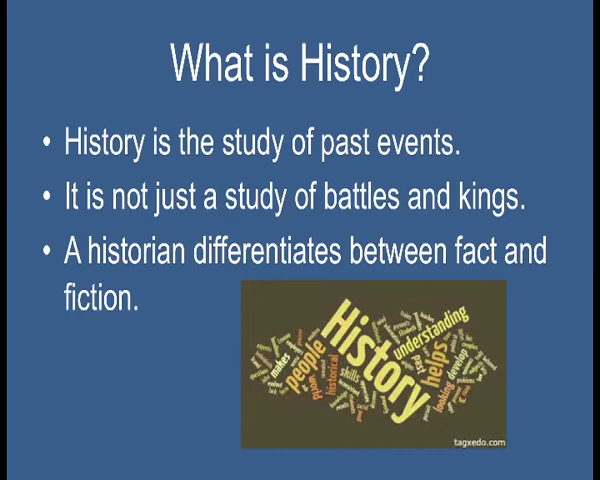 What is History?
• History is the study of past events.
• It is not just a study of battles and kings.
• A historian differentiates between fact and
fiction.
History
understanding
people
helps
makes
world
historical
skills
past
develop
looking
tagxedo.com